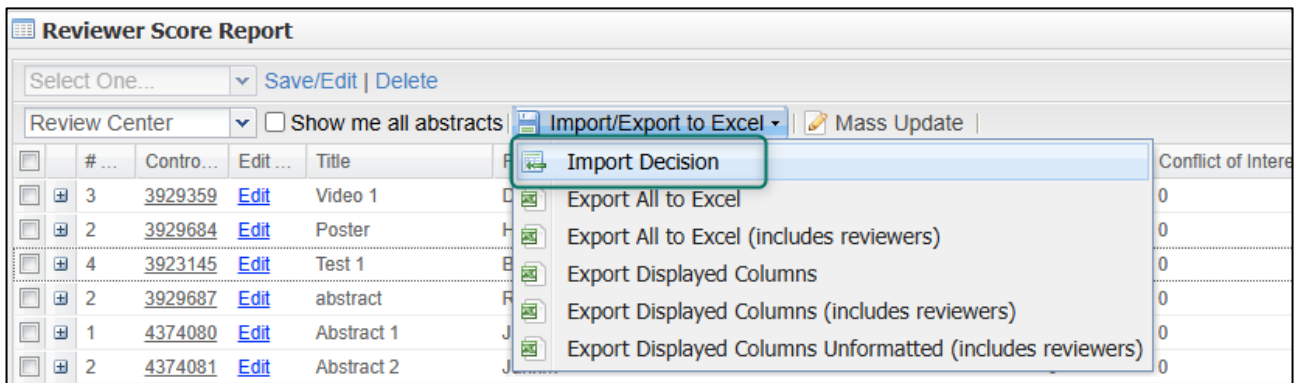 Reviewer Score Report
Select One... Save/Edit | Delete
Review Center Show me all abstracts | Import/Export to Excel | Mass Update |
# ... Contro... Edit ... Title Conflict of Intere
Import Decision
3 3929359 Edit Video 1 0
Export All to Excel
2 3929684 Edit Poster 0
Export All to Excel (includes reviewers)
4 3923145 Edit Test 1 0
Export Displayed Columns
2 3929687 Edit abstract 0
Export Displayed Columns (includes reviewers)
1 4374080 Edit Abstract 1 0
Export Displayed Columns Unformatted (includes reviewers)
2 4374081 Edit Abstract 2 0